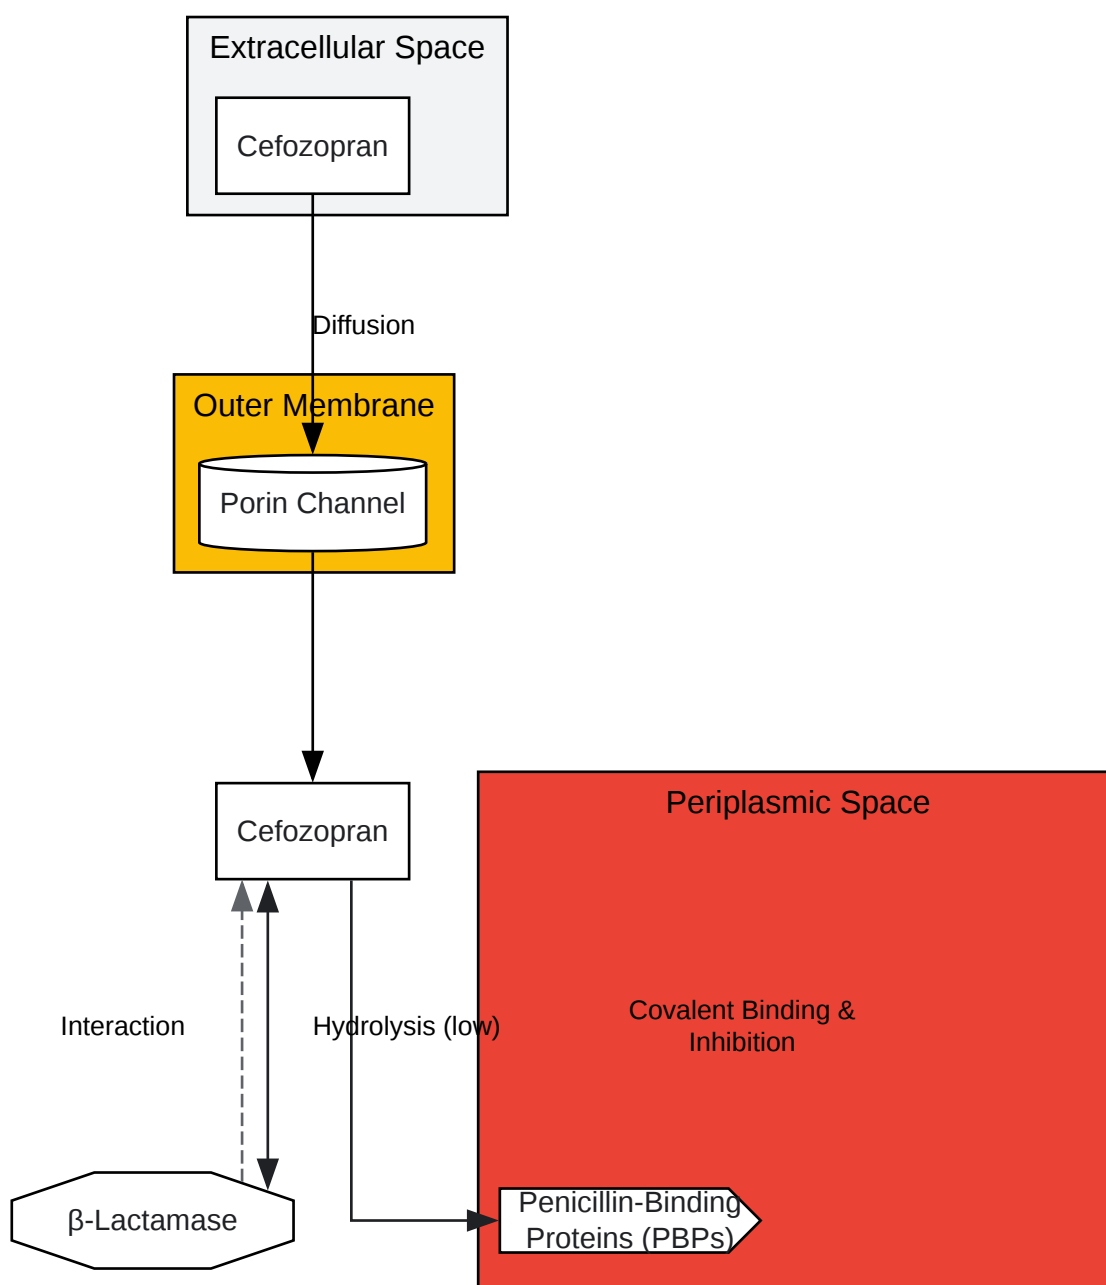 Extracellular Space
Cefozopran
Diffusion
Outer Membrane
Porin Channel
Periplasmic Space
Cefozopran
Covalent Binding &
Inhibition
Interaction
Hydrolysis (low)
Penicillin-Binding
Proteins (PBPs)
β-Lactamase